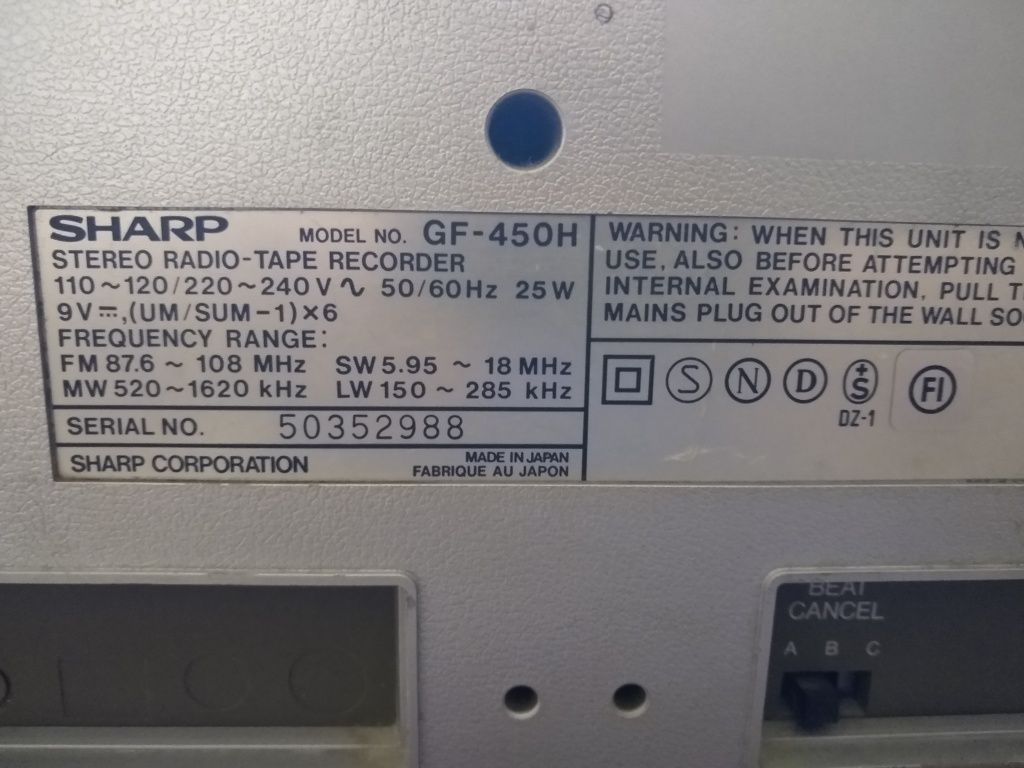 SHARP MODEL NO. GF-450H
STEREO RADIO-TAPE RECORDER
110~120/220~240V∿ 50/60Hz 25W
9V⎓,(UM/SUM-1)×6
FREQUENCY RANGE:
FM 87.6 ~ 108 MHz SW 5.95 ~ 18 MHz
MW 520~1620 kHz LW 150 ~ 285 kHz
SERIAL NO. 50352988
SHARP CORPORATION
MADE IN JAPAN
FABRIQUE AU JAPON
WARNING: WHEN THIS UNIT IS
USE, ALSO BEFORE ATTEMPTING
INTERNAL EXAMINATION, PULL
MAINS PLUG OUT OF THE WALL
S N D +S FI
DZ-1
BEAT
CANCEL
A B C